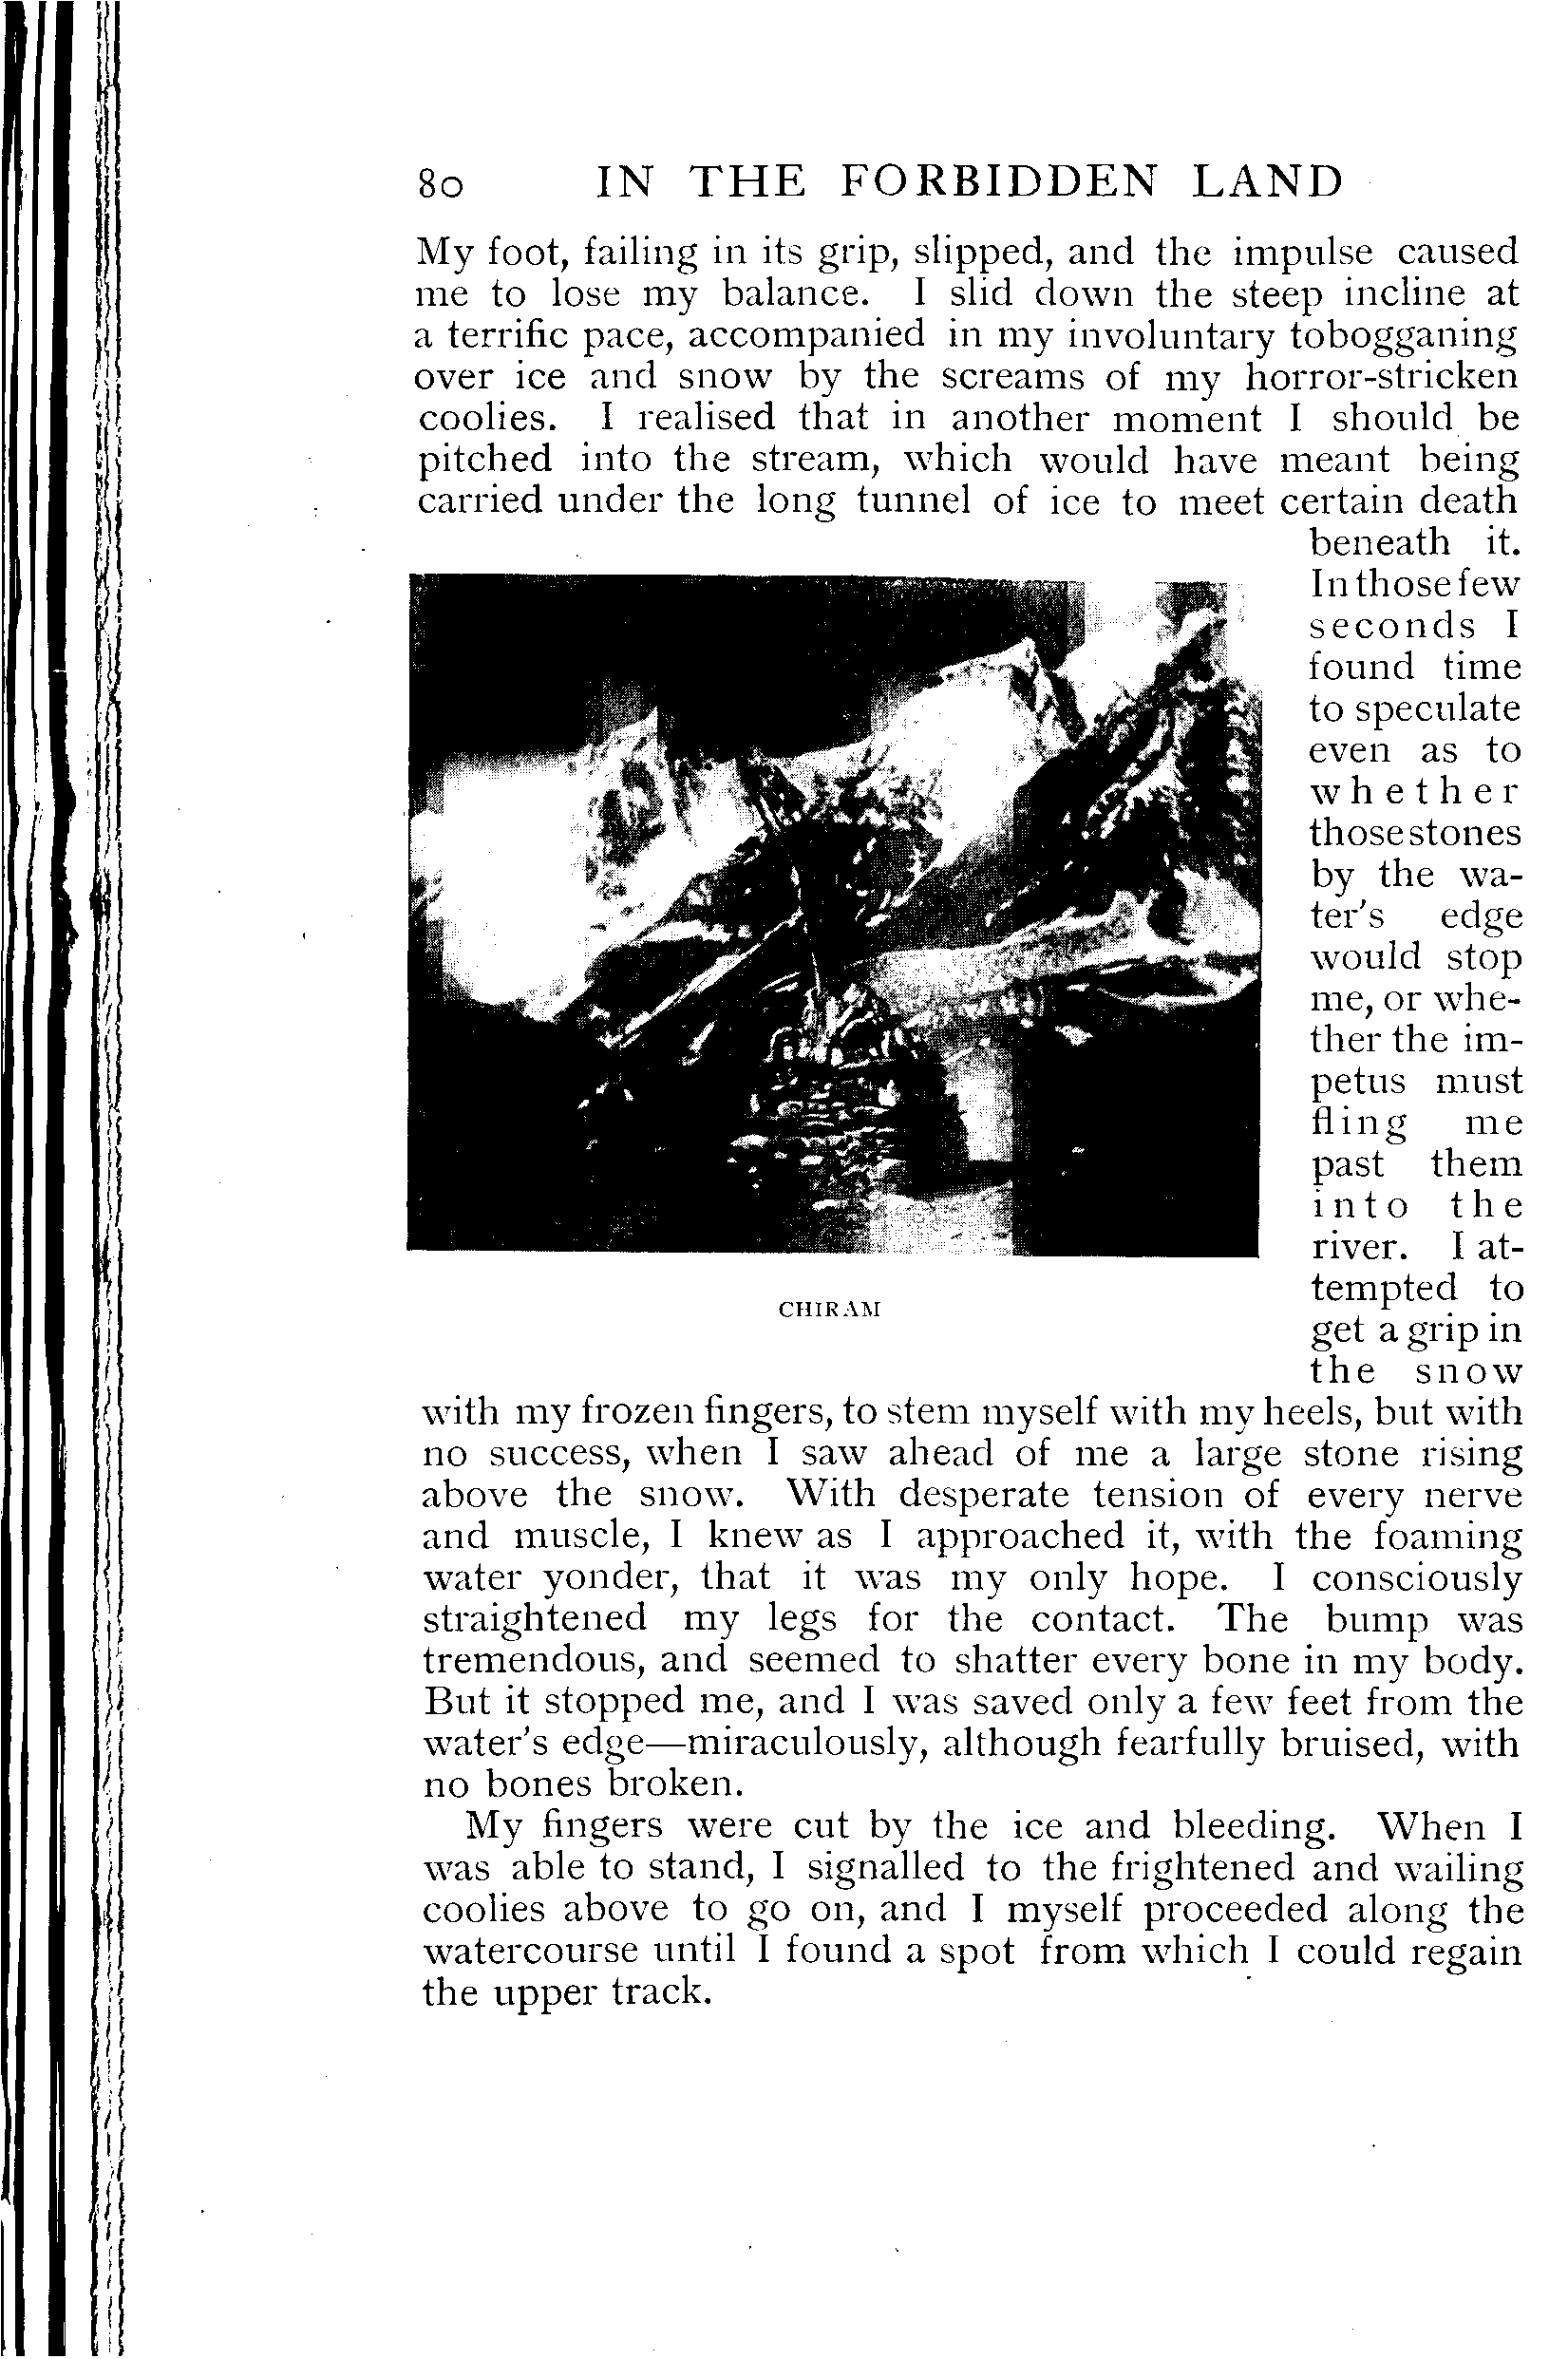 80 IN THE FORBIDDEN LAND
My foot, failing in its grip, slipped, and the impulse caused
me to lose my balance. I slid down the steep incline at
a terrific pace, accompanied in my involuntary tobogganing
over ice and snow by the screams of my horror-stricken
coolies. I realised that in another moment I should be
pitched into the stream, which would have meant being
carried under the long tunnel of ice to meet certain death
beneath it.
In those few
seconds I
found time
to speculate
even as to
whether
those stones
by the wa-
ter's edge
would stop
me, or whe-
ther the im-
petus must
fling me
past them
into the
river. I at-
tempted to
get a grip in
the snow
CHIRAM
with my frozen fingers, to stem myself with my heels, but with
no success, when I saw ahead of me a large stone rising
above the snow. With desperate tension of every nerve
and muscle, I knew as I approached it, with the foaming
water yonder, that it was my only hope. I consciously
straightened my legs for the contact. The bump was
tremendous, and seemed to shatter every bone in my body.
But it stopped me, and I was saved only a few feet from the
water's edge—miraculously, although fearfully bruised, with
no bones broken.
My fingers were cut by the ice and bleeding. When I
was able to stand, I signalled to the frightened and wailing
coolies above to go on, and I myself proceeded along the
watercourse until I found a spot from which I could regain
the upper track.